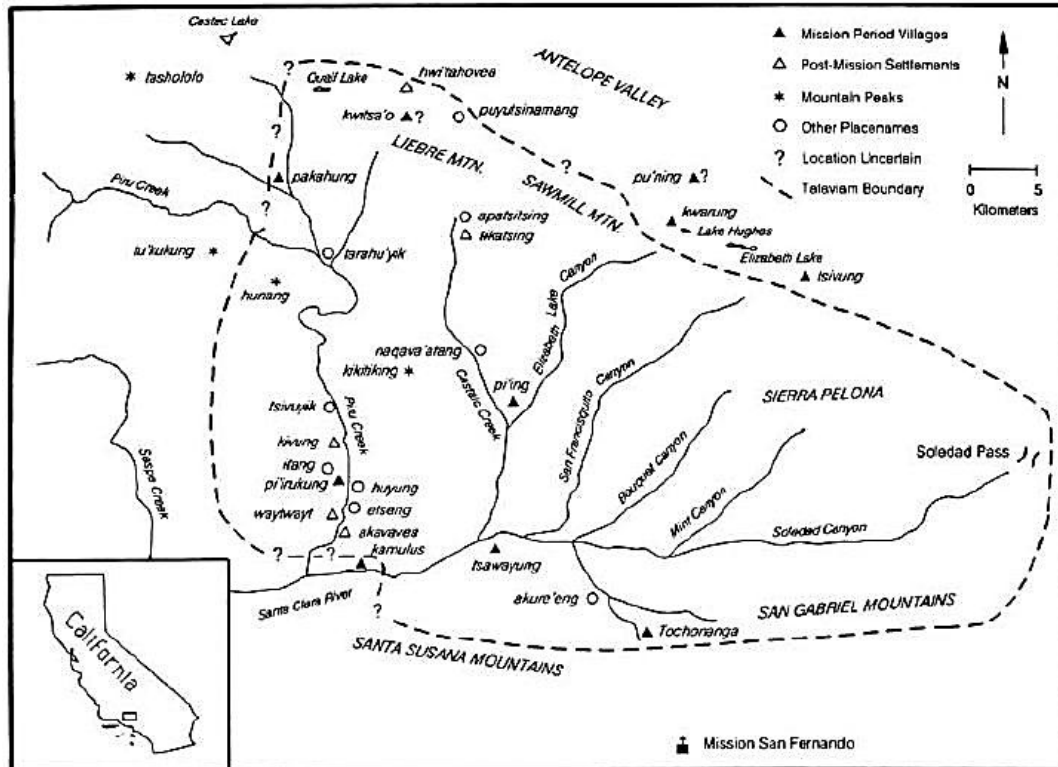 Castec Lake
tashololo
?
Quail Lake
hwi'tahovea
ANTELOPE VALLEY
Mission Period Villages
Post-Mission Settlements
Mountain Peaks
Other Placenames
? Location Uncertain
Tataviam Boundary
N
0 5
Kilometers
kwitsa'o
?
puyutsinamang
?
LIEBRE MTN.
?
pakahung
pu'ning
?
SAWMILL MTN.
Piru Creek
?
kwarung
Lake Hughes
apatsitsing
tikatsing
tu'kukung
tarahu'yik
Elizabeth Lake
tsivung
hunang
Elizabeth Lake Canyon
naqava'atang
kikitiking
pi'ing
San Francisquito Canyon
SIERRA PELONA
tsivuyik
Piru Creek
Castaic Creek
kivung
Bouquet Canyon
Soledad Pass
itang
pi'irukung
huyung
Mint Canyon
Sespe Creek
waytwayt
etseng
akavavea
Soledad Canyon
? ?
kamulus
tsawayung
Santa Clara River
?
akure'eng
SAN GABRIEL MOUNTAINS
Tochonanga
SANTA SUSANA MOUNTAINS
California
Mission San Fernando